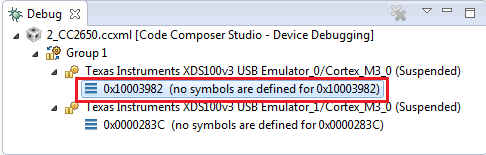 Debug
2_CC2650.ccxml [Code Composer Studio - Device Debugging]
Group 1
Texas Instruments XDS100v3 USB Emulator_0/Cortex_M3_0 (Suspended)
0x10003982 (no symbols are defined for 0x10003982)
Texas Instruments XDS100v3 USB Emulator_1/Cortex_M3_0 (Suspended)
0x0000283C (no symbols are defined for 0x0000283C)